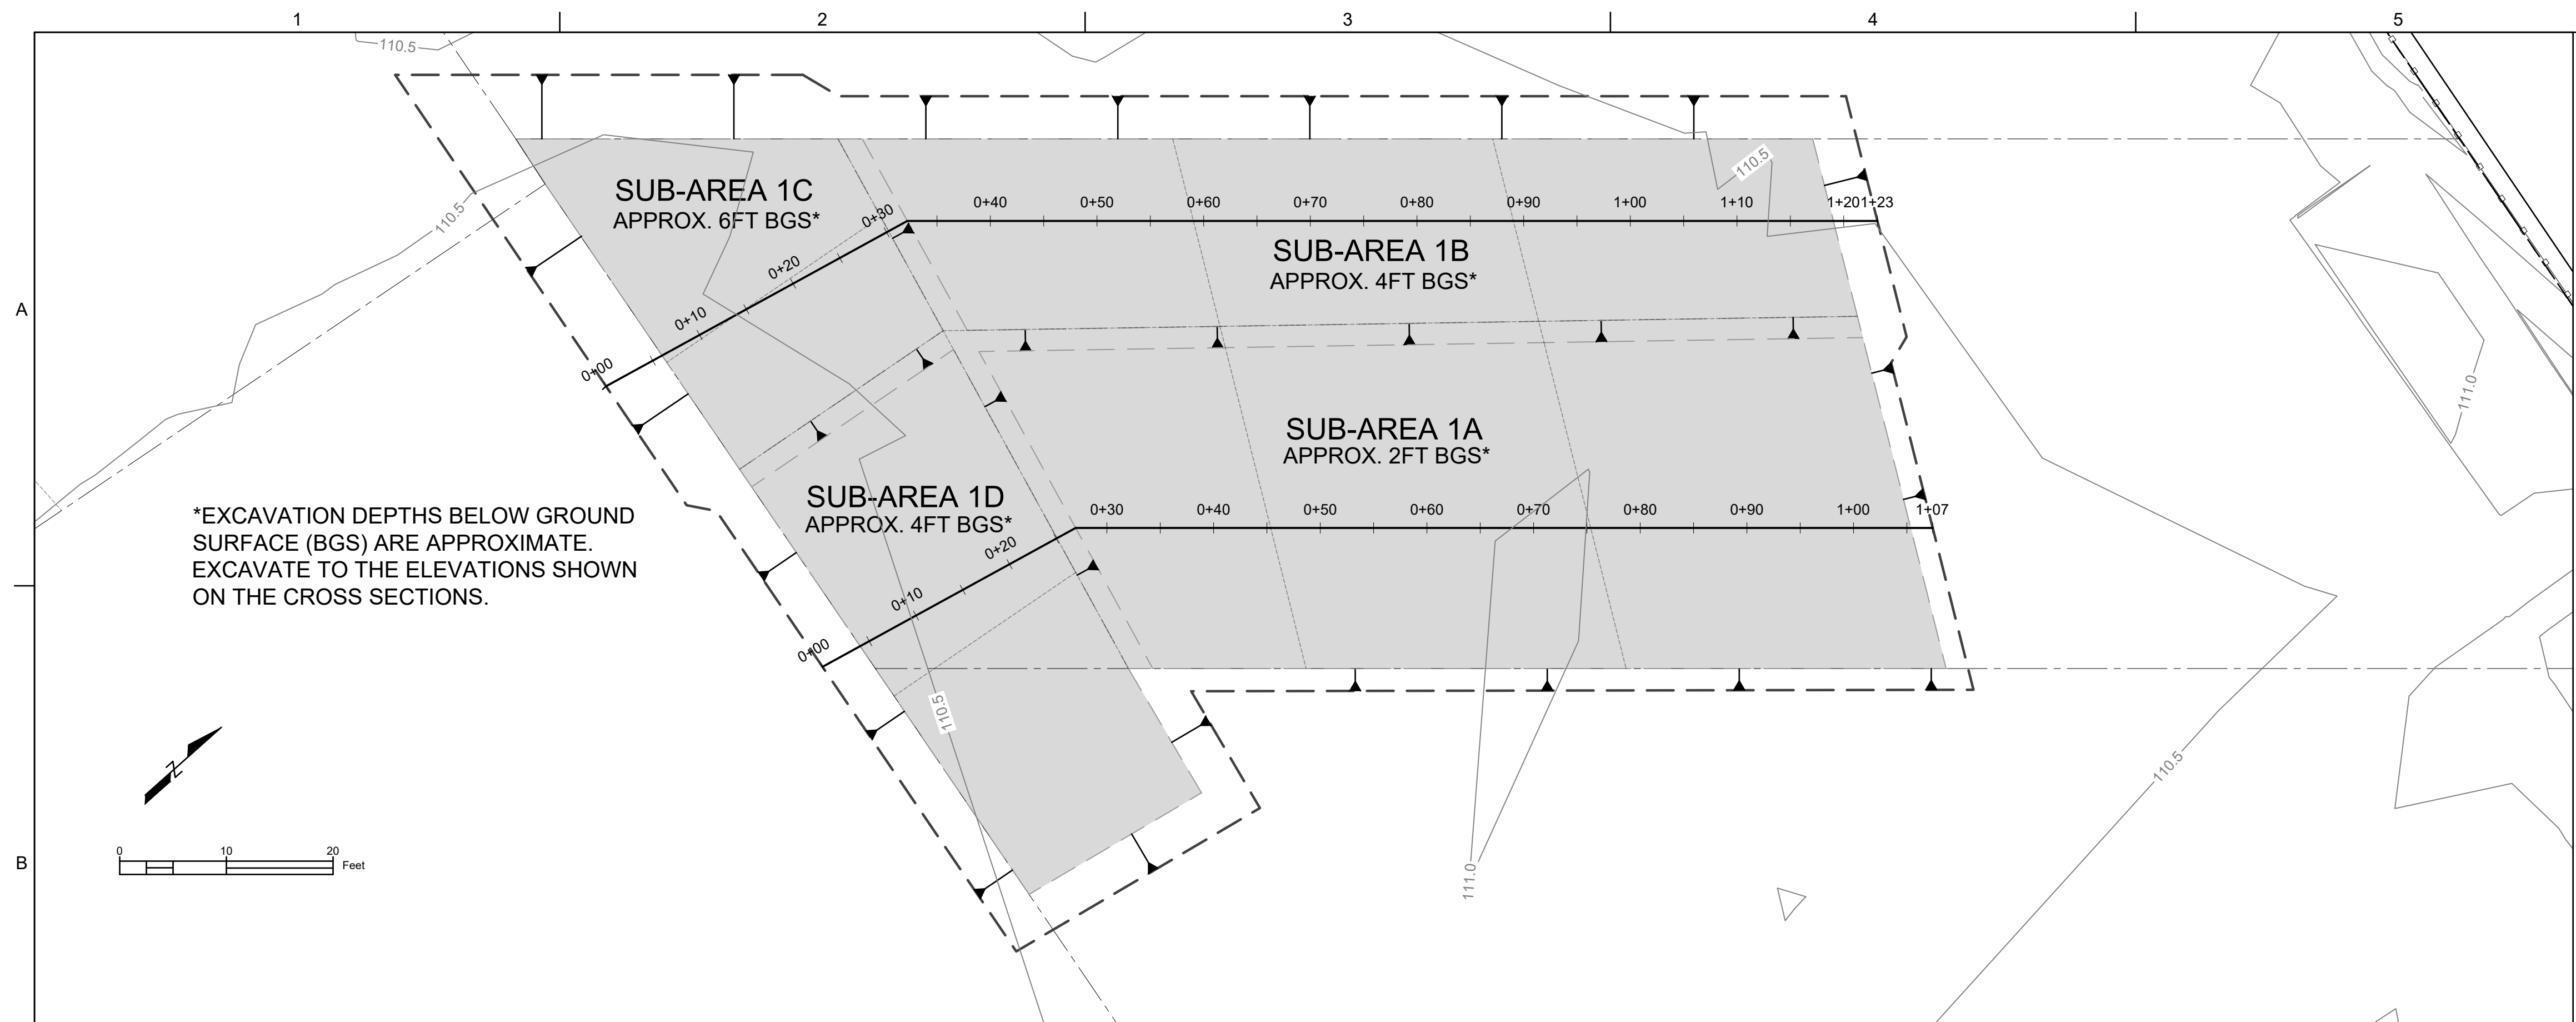 1
2
3
4
5
A
B
110.5
SUB-AREA 1C
APPROX. 6FT BGS*
110.5
110.5
0+00
0+10
0+20
0+30
0+40
0+50
0+60
0+70
0+80
0+90
1+00
1+10
1+20
1+23
SUB-AREA 1B
APPROX. 4FT BGS*
SUB-AREA 1A
APPROX. 2FT BGS*
111.0
SUB-AREA 1D
APPROX. 4FT BGS*
*EXCAVATION DEPTHS BELOW GROUND
SURFACE (BGS) ARE APPROXIMATE.
EXCAVATE TO THE ELEVATIONS SHOWN
ON THE CROSS SECTIONS.
0+00
0+10
0+20
0+30
0+40
0+50
0+60
0+70
0+80
0+90
1+00
1+07
110.5
110.5
111.0
N
0
10
20
Feet